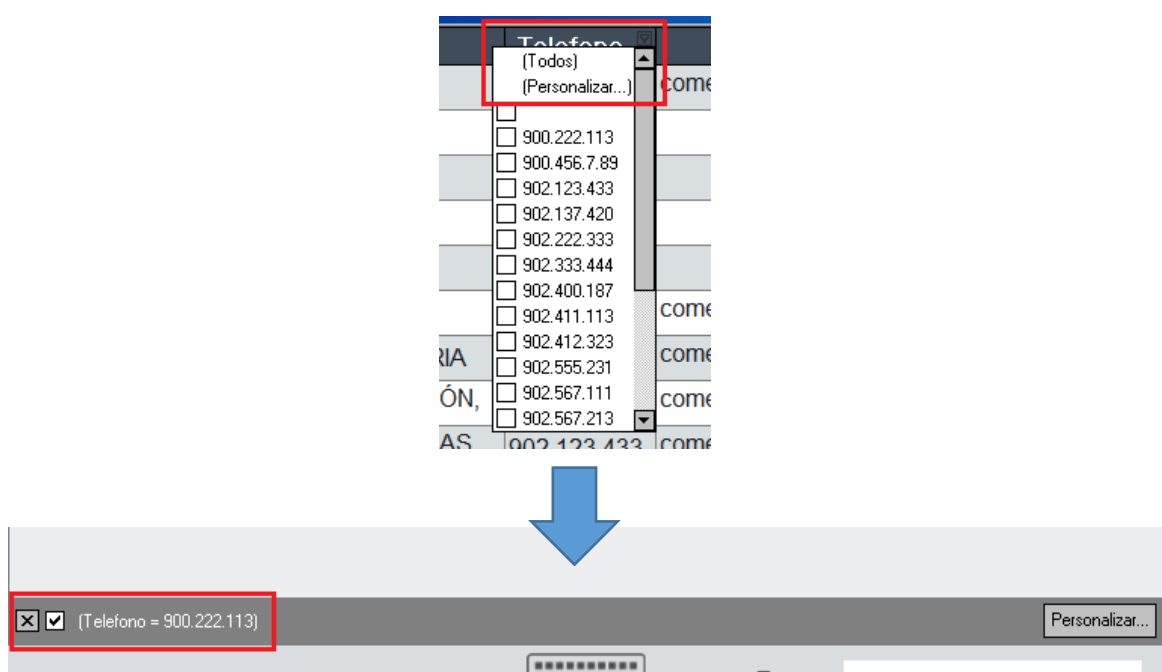 Telefono
(Todos)
(Personalizar...)
come
900.222.113
900.456.7.89
902.123.433
902.137.420
902.222.333
902.333.444
902.400.187
902.411.113
come
902.412.323
RIA
come
902.555.231
902.567.111
ÓN,
come
902.567.213
AS
902.123.433
come
(Telefono = 900.222.113)
Personalizar...